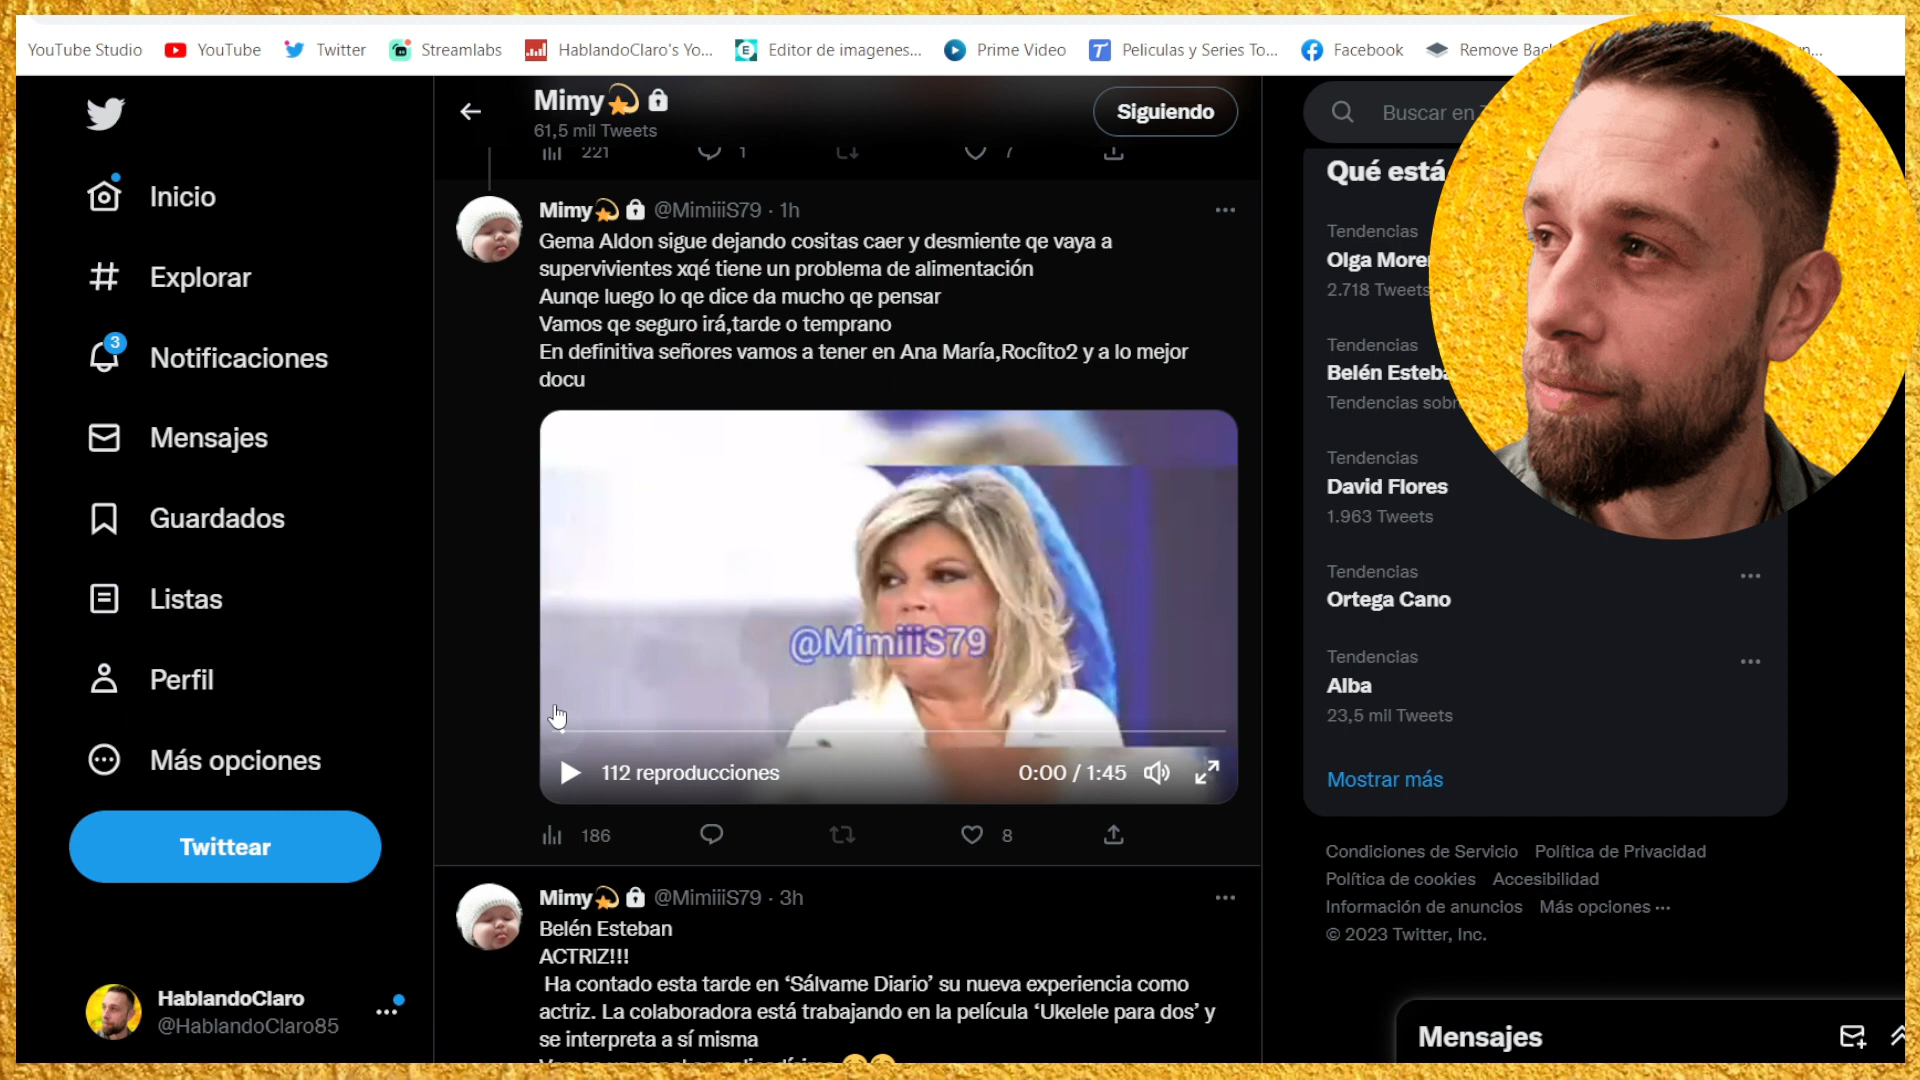 YouTube Studio
YouTube
Twitter
Streamlabs
HablandoClaro's Yo...
Editor de imagenes...
Prime Video
Peliculas y Series To...
Facebook
Inicio
Explorar
3
Notificaciones
Mensajes
Guardados
Listas
Perfil
Más opciones
Twittear
HablandoClaro
@HablandoClaro85
Mimy
61,5 mil Tweets
Siguiendo
221
1
7
Mimy @MimiiiS79 · 1h
Gema Aldon sigue dejando cositas caer y desmiente qe vaya a
supervivientes xqé tiene un problema de alimentación
Aunqe luego lo qe dice da mucho qe pensar
Vamos qe seguro irá,tarde o temprano
En definitiva señores vamos a tener en Ana María,Rocíito2 y a lo mejor
docu
@MimiiiS79
112 reproducciones
0:00 / 1:45
186
8
Mimy @MimiiiS79 · 3h
Belén Esteban
ACTRIZ!!!
Ha contado esta tarde en ‘Sálvame Diario’ su nueva experiencia como
actriz. La colaboradora está trabajando en la película ‘Ukelele para dos’ y
se interpreta a sí misma
Buscar en
Qué está
Tendencias
Olga
2.718 Tweets
Tendencias
Belén
Tendencias
Tendencias
David Flores
1.963 Tweets
Tendencias
Ortega Cano
Tendencias
Alba
23,5 mil Tweets
Mostrar más
Condiciones de Servicio Política de Privacidad
Política de cookies Accesibilidad
Información de anuncios Más opciones ···
© 2023 Twitter, Inc.
Mensajes